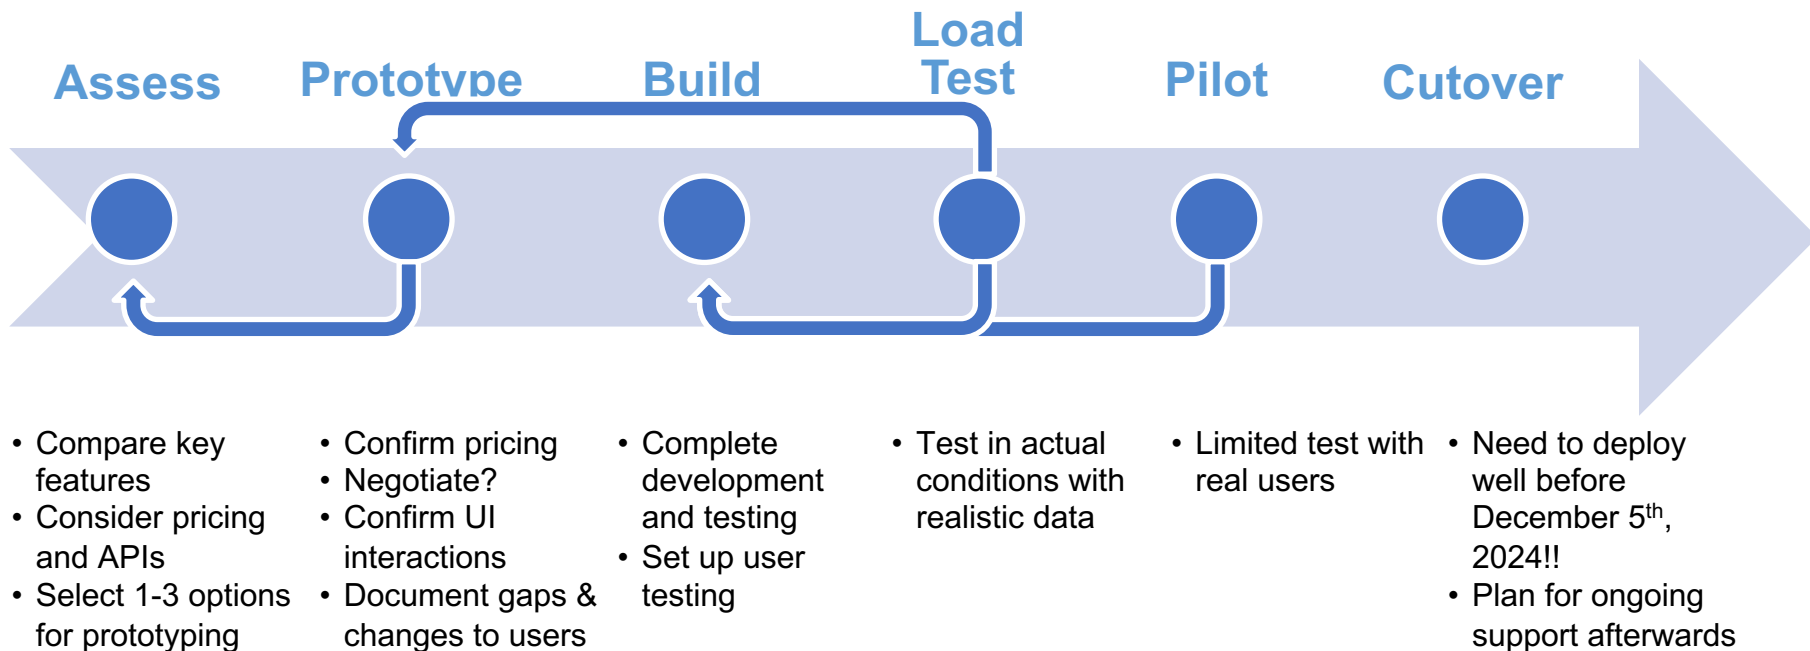 Assess
Prototype
Build
Load
Test
Pilot
Cutover
• Compare key
features
• Consider pricing
and APIs
• Select 1-3 options
for prototyping
• Confirm pricing
• Negotiate?
• Confirm UI
interactions
• Document gaps &
changes to users
• Complete
development
and testing
• Set up user
testing
• Test in actual
conditions with
realistic data
• Limited test with
real users
• Need to deploy
well before
December 5th,
2024!!
• Plan for ongoing
support afterwards